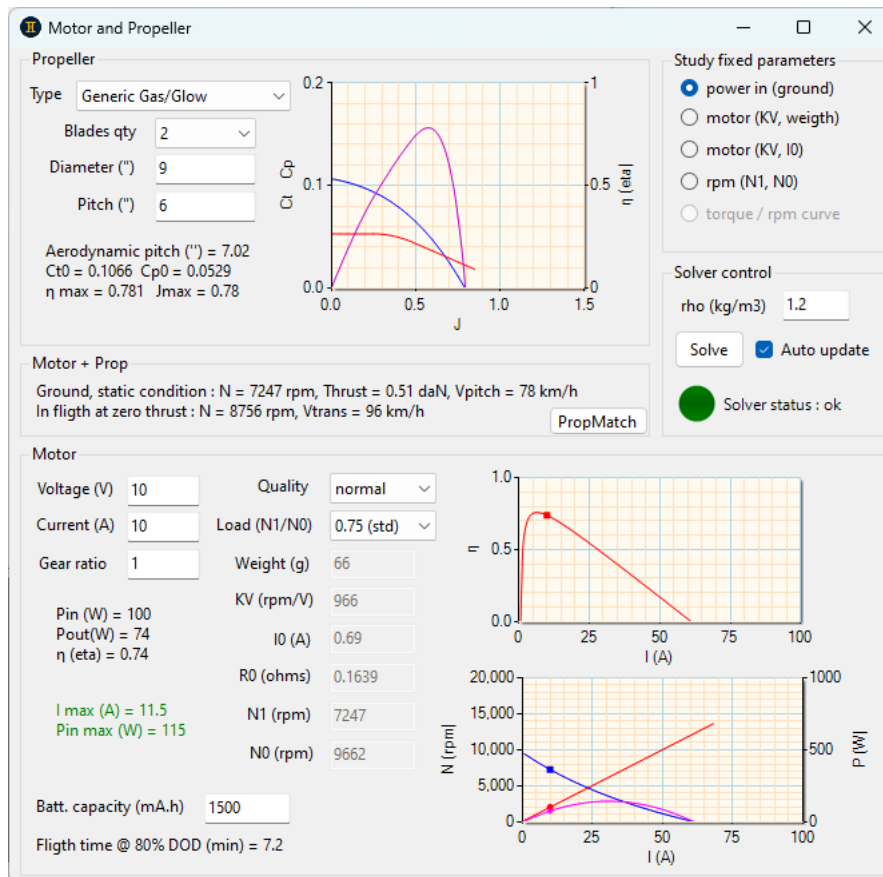 Motor and Propeller
Propeller
Type Generic Gas/Glow
Blades qty 2
Diameter (") 9
Pitch (") 6
Aerodynamic pitch (") = 7.02
Ct0 = 0.1066 Cp0 = 0.0529
η max = 0.781 Jmax = 0.78
0.2
0.1
0.0
Ct Cp
1
0.5
0
η |eta|
0.0 0.5 1.0 1.5
J
Study fixed parameters
power in (ground)
motor (KV, weigth)
motor (KV, I0)
rpm (N1, N0)
torque / rpm curve
Solver control
rho (kg/m3) 1.2
Solve Auto update
Solver status : ok
Motor + Prop
Ground, static condition : N = 7247 rpm, Thrust = 0.51 daN, Vpitch = 78 km/h
In fligth at zero thrust : N = 8756 rpm, Vtrans = 96 km/h
PropMatch
Motor
Voltage (V) 10
Current (A) 10
Gear ratio 1
Pin (W) = 100
Pout(W) = 74
η (eta) = 0.74
I max (A) = 11.5
Pin max (W) = 115
Quality normal
Load (N1/N0) 0.75 (std)
Weight (g) 66
KV (rpm/V) 966
I0 (A) 0.69
R0 (ohms) 0.1639
N1 (rpm) 7247
N0 (rpm) 9662
Batt. capacity (mA.h) 1500
Fligth time @ 80% DOD (min) = 7.2
1.0
0.5
0.0
η
0 25 50 75 100
I (A)
20,000
15,000
10,000
5,000
0
N |rpm|
1000
500
0
P |W|
0 25 50 75 100
I (A)